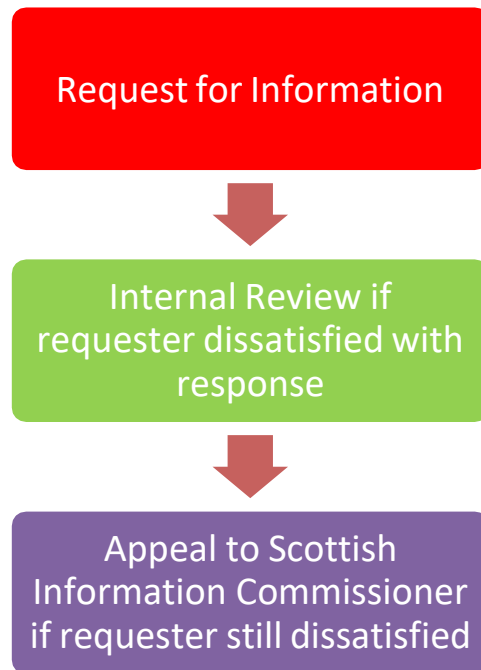 Request for Information
Internal Review if
requester dissatisfied with
response
Appeal to Scottish
Information Commissioner
if requester still dissatisfied